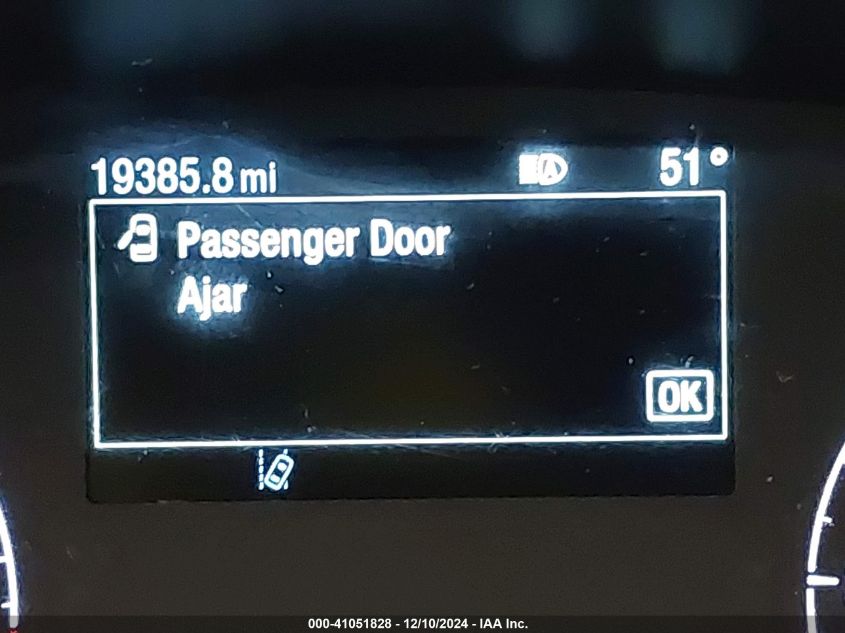 19385.8 mi 51°
Passenger Door
Ajar
OK
000-41051828 - 12/10/2024 - IAA Inc.